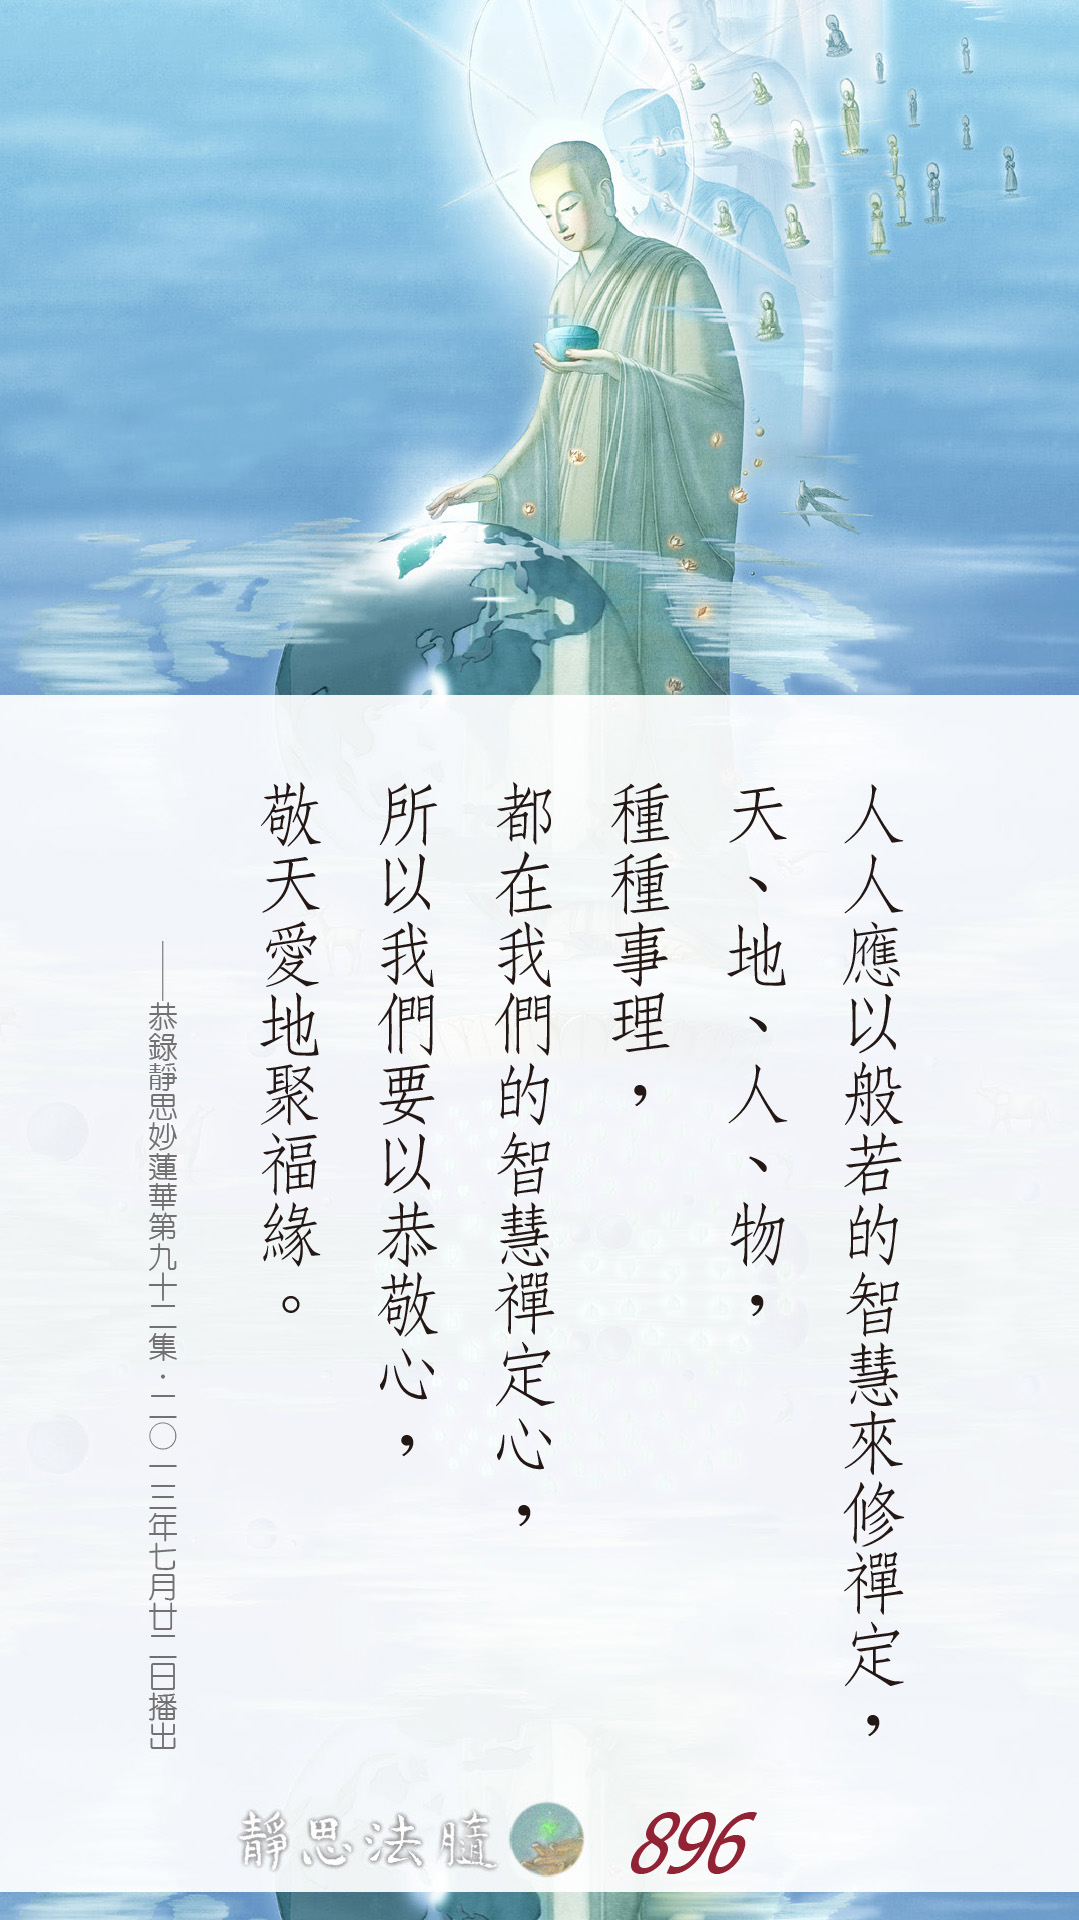 人人應以般若的智慧來修禪定，
天、地、人、物，
種種事理，
都在我們的智慧禪定心，
所以我們要以恭敬心，
敬天愛地聚福緣。
——恭錄靜思妙蓮華第九十二集．二〇一三年七月廿二日播出
靜思法髓
896